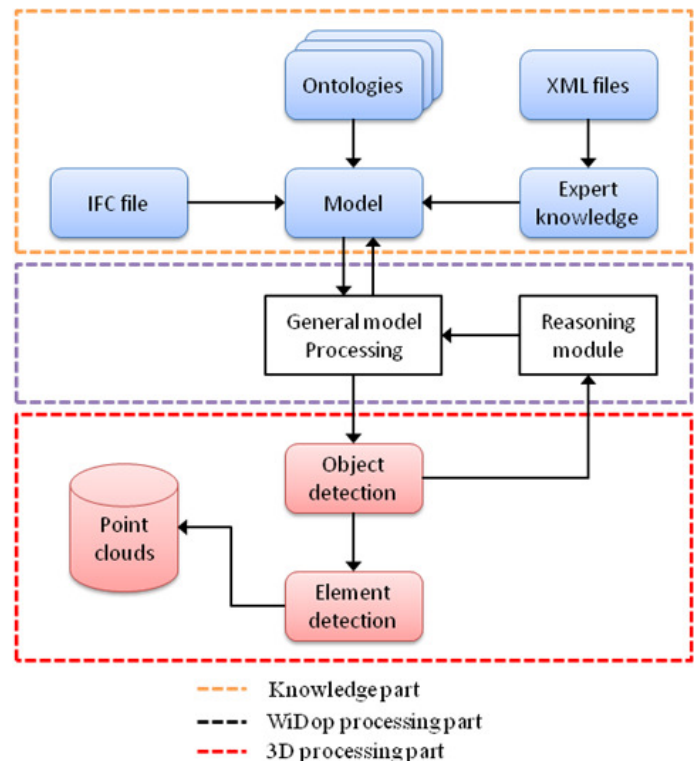 Ontologies
XML files
IFC file
Model
Expert
knowledge
General model
Processing
Reasoning
module
Object
detection
Point
clouds
Element
detection
Knowledge part
WiDop processing part
3D processing part